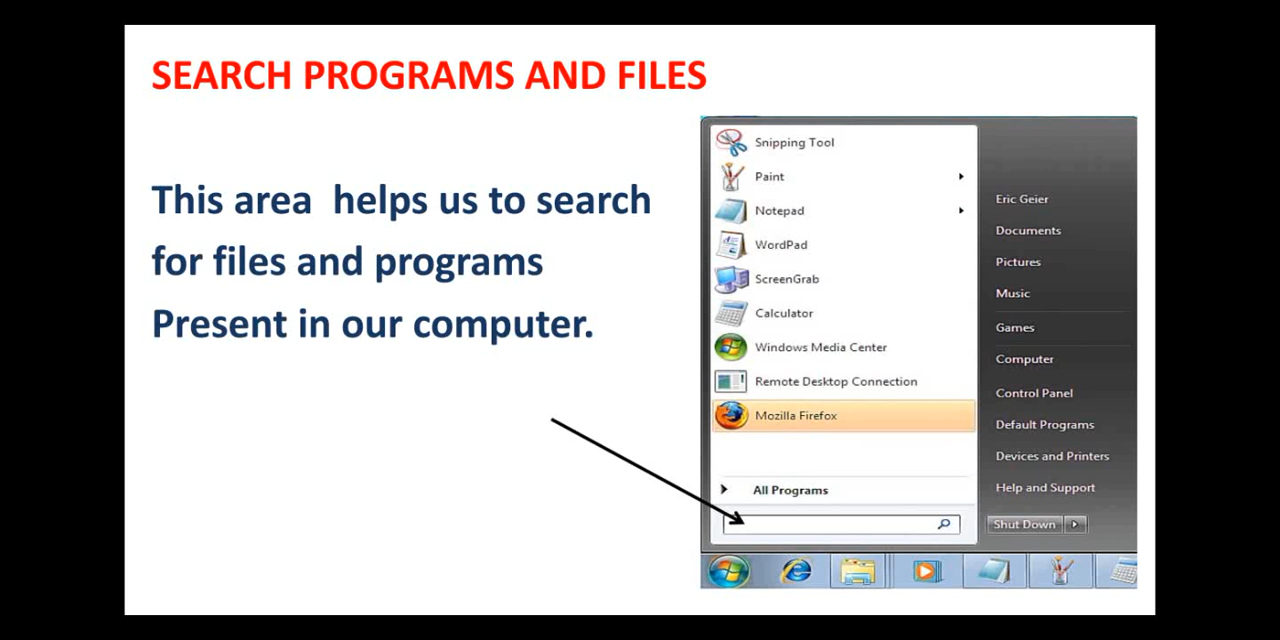 SEARCH PROGRAMS AND FILES
This area helps us to search
for files and programs
Present in our computer.
Snipping Tool
Paint
Notepad
WordPad
ScreenGrab
Calculator
Windows Media Center
Remote Desktop Connection
Mozilla Firefox
All Programs
Eric Geier
Documents
Pictures
Music
Games
Computer
Control Panel
Default Programs
Devices and Printers
Help and Support
Shut Down